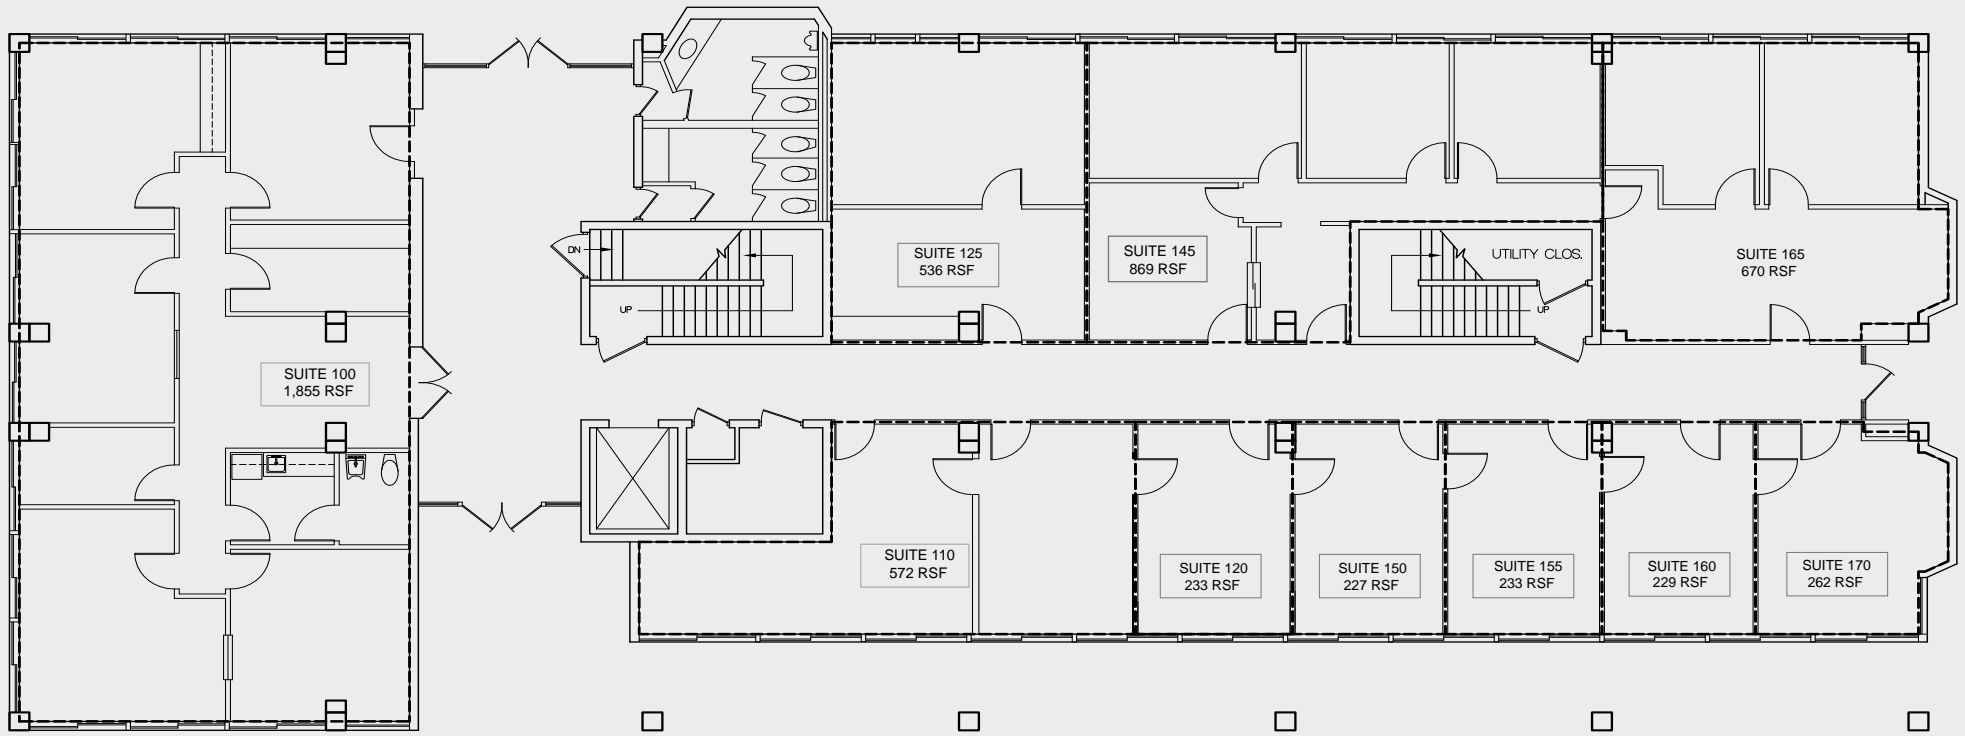 DN
UP
SUITE 125
536 RSF
SUITE 145
869 RSF
UTILITY CLOS.
UP
SUITE 165
670 RSF
SUITE 100
1,855 RSF
SUITE 110
572 RSF
SUITE 120
233 RSF
SUITE 150
227 RSF
SUITE 155
233 RSF
SUITE 160
229 RSF
SUITE 170
262 RSF